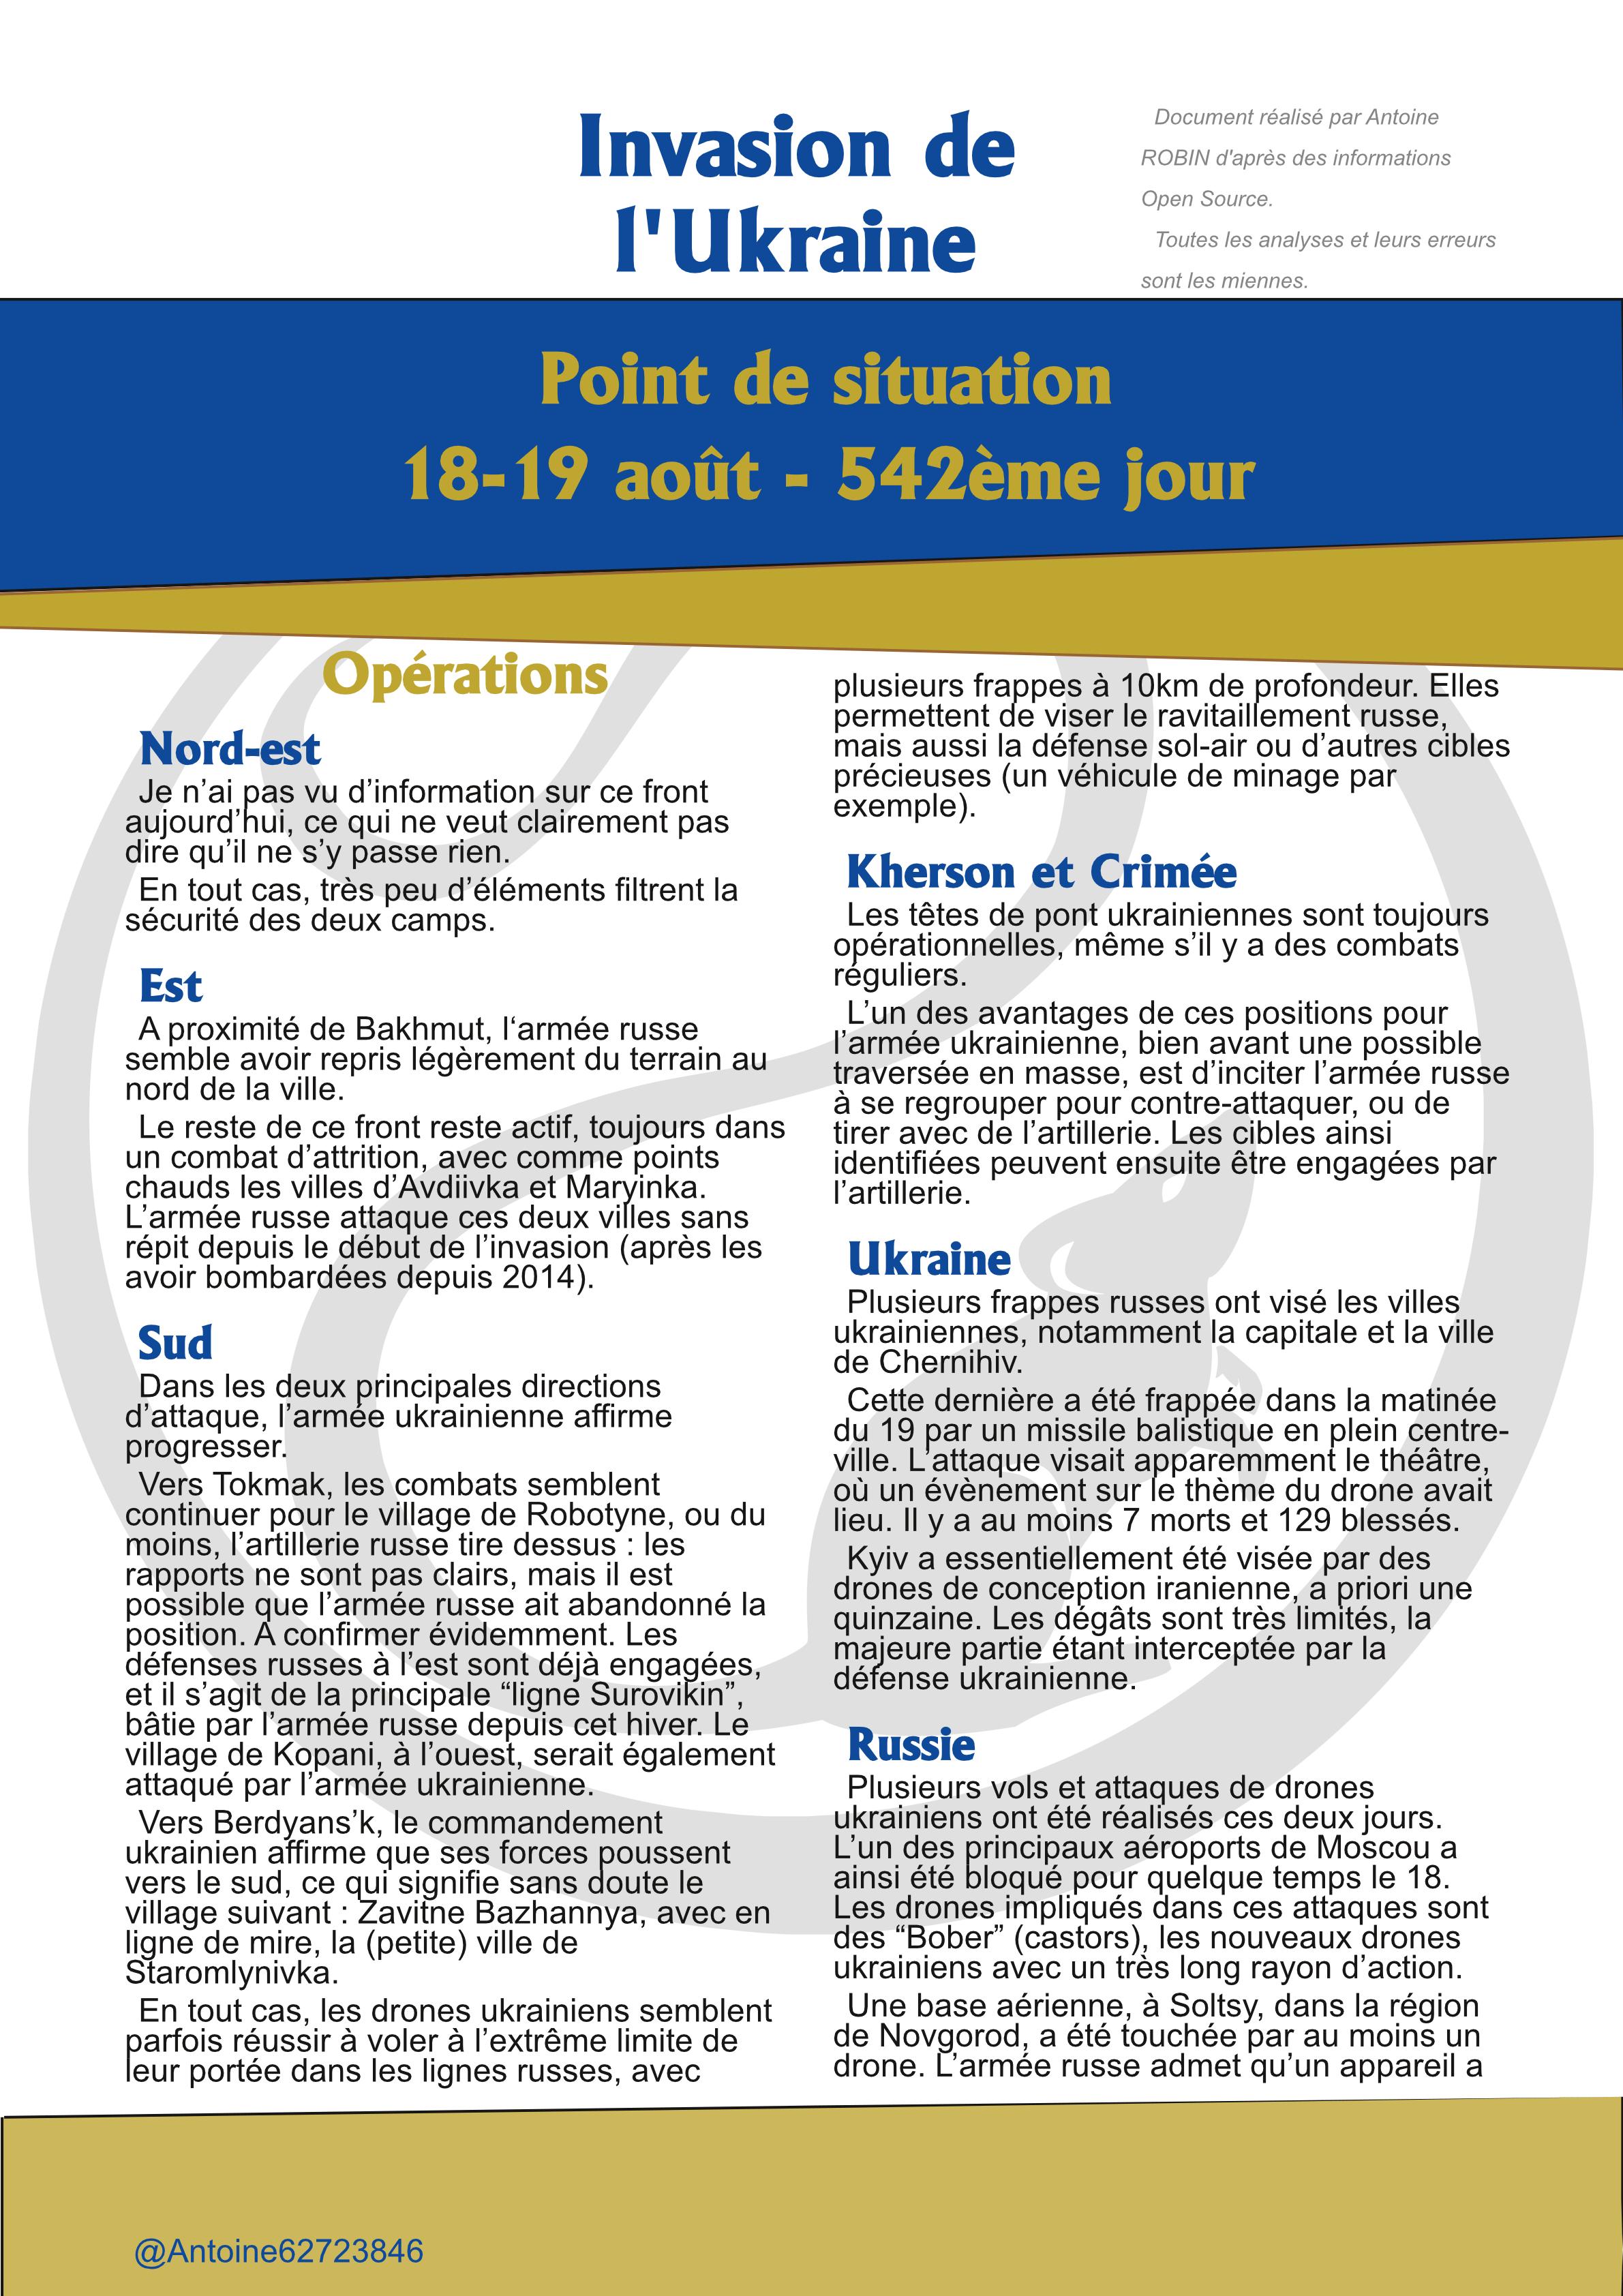 Invasion de
l'Ukraine
Document réalisé par Antoine
ROBIN d'après des informations
Open Source.
Toutes les analyses et leurs erreurs
sont les miennes.
Point de situation
18-19 août - 542ème jour
Opérations
Nord-est
Je n’ai pas vu d’information sur ce front
aujourd’hui, ce qui ne veut clairement pas
dire qu’il ne s’y passe rien.
En tout cas, très peu d’éléments filtrent la
sécurité des deux camps.
Est
A proximité de Bakhmut, l‘armée russe
semble avoir repris légèrement du terrain au
nord de la ville.
Le reste de ce front reste actif, toujours dans
un combat d’attrition, avec comme points
chauds les villes d’Avdiivka et Maryinka.
L’armée russe attaque ces deux villes sans
répit depuis le début de l’invasion (après les
avoir bombardées depuis 2014).
Sud
Dans les deux principales directions
d’attaque, l’armée ukrainienne affirme
progresser.
Vers Tokmak, les combats semblent
continuer pour le village de Robotyne, ou du
moins, l’artillerie russe tire dessus : les
rapports ne sont pas clairs, mais il est
possible que l’armée russe ait abandonné la
position. A confirmer évidemment. Les
défenses russes à l’est sont déjà engagées,
et il s’agit de la principale “ligne Surovikin”,
bâtie par l’armée russe depuis cet hiver. Le
village de Kopani, à l’ouest, serait également
attaqué par l’armée ukrainienne.
Vers Berdyans’k, le commandement
ukrainien affirme que ses forces poussent
vers le sud, ce qui signifie sans doute le
village suivant : Zavitne Bazhannya, avec en
ligne de mire, la (petite) ville de
Staromlynivka.
En tout cas, les drones ukrainiens semblent
parfois réussir à voler à l’extrême limite de
leur portée dans les lignes russes, avec
plusieurs frappes à 10km de profondeur. Elles
permettent de viser le ravitaillement russe,
mais aussi la défense sol-air ou d’autres cibles
précieuses (un véhicule de minage par
exemple).
Kherson et Crimée
Les têtes de pont ukrainiennes sont toujours
opérationnelles, même s’il y a des combats
réguliers.
L’un des avantages de ces positions pour
l’armée ukrainienne, bien avant une possible
traversée en masse, est d’inciter l’armée russe
à se regrouper pour contre-attaquer, ou de
tirer avec de l’artillerie. Les cibles ainsi
identifiées peuvent ensuite être engagées par
l’artillerie.
Ukraine
Plusieurs frappes russes ont visé les villes
ukrainiennes, notamment la capitale et la ville
de Chernihiv.
Cette dernière a été frappée dans la matinée
du 19 par un missile balistique en plein centre-
ville. L’attaque visait apparemment le théâtre,
où un évènement sur le thème du drone avait
lieu. Il y a au moins 7 morts et 129 blessés.
Kyiv a essentiellement été visée par des
drones de conception iranienne, a priori une
quinzaine. Les dégâts sont très limités, la
majeure partie étant interceptée par la
défense ukrainienne.
Russie
Plusieurs vols et attaques de drones
ukrainiens ont été réalisés ces deux jours.
L’un des principaux aéroports de Moscou a
ainsi été bloqué pour quelque temps le 18.
Les drones impliqués dans ces attaques sont
des “Bober” (castors), les nouveaux drones
ukrainiens avec un très long rayon d’action.
Une base aérienne, à Soltsy, dans la région
de Novgorod, a été touchée par au moins un
drone. L’armée russe admet qu’un appareil a
@Antoine62723846